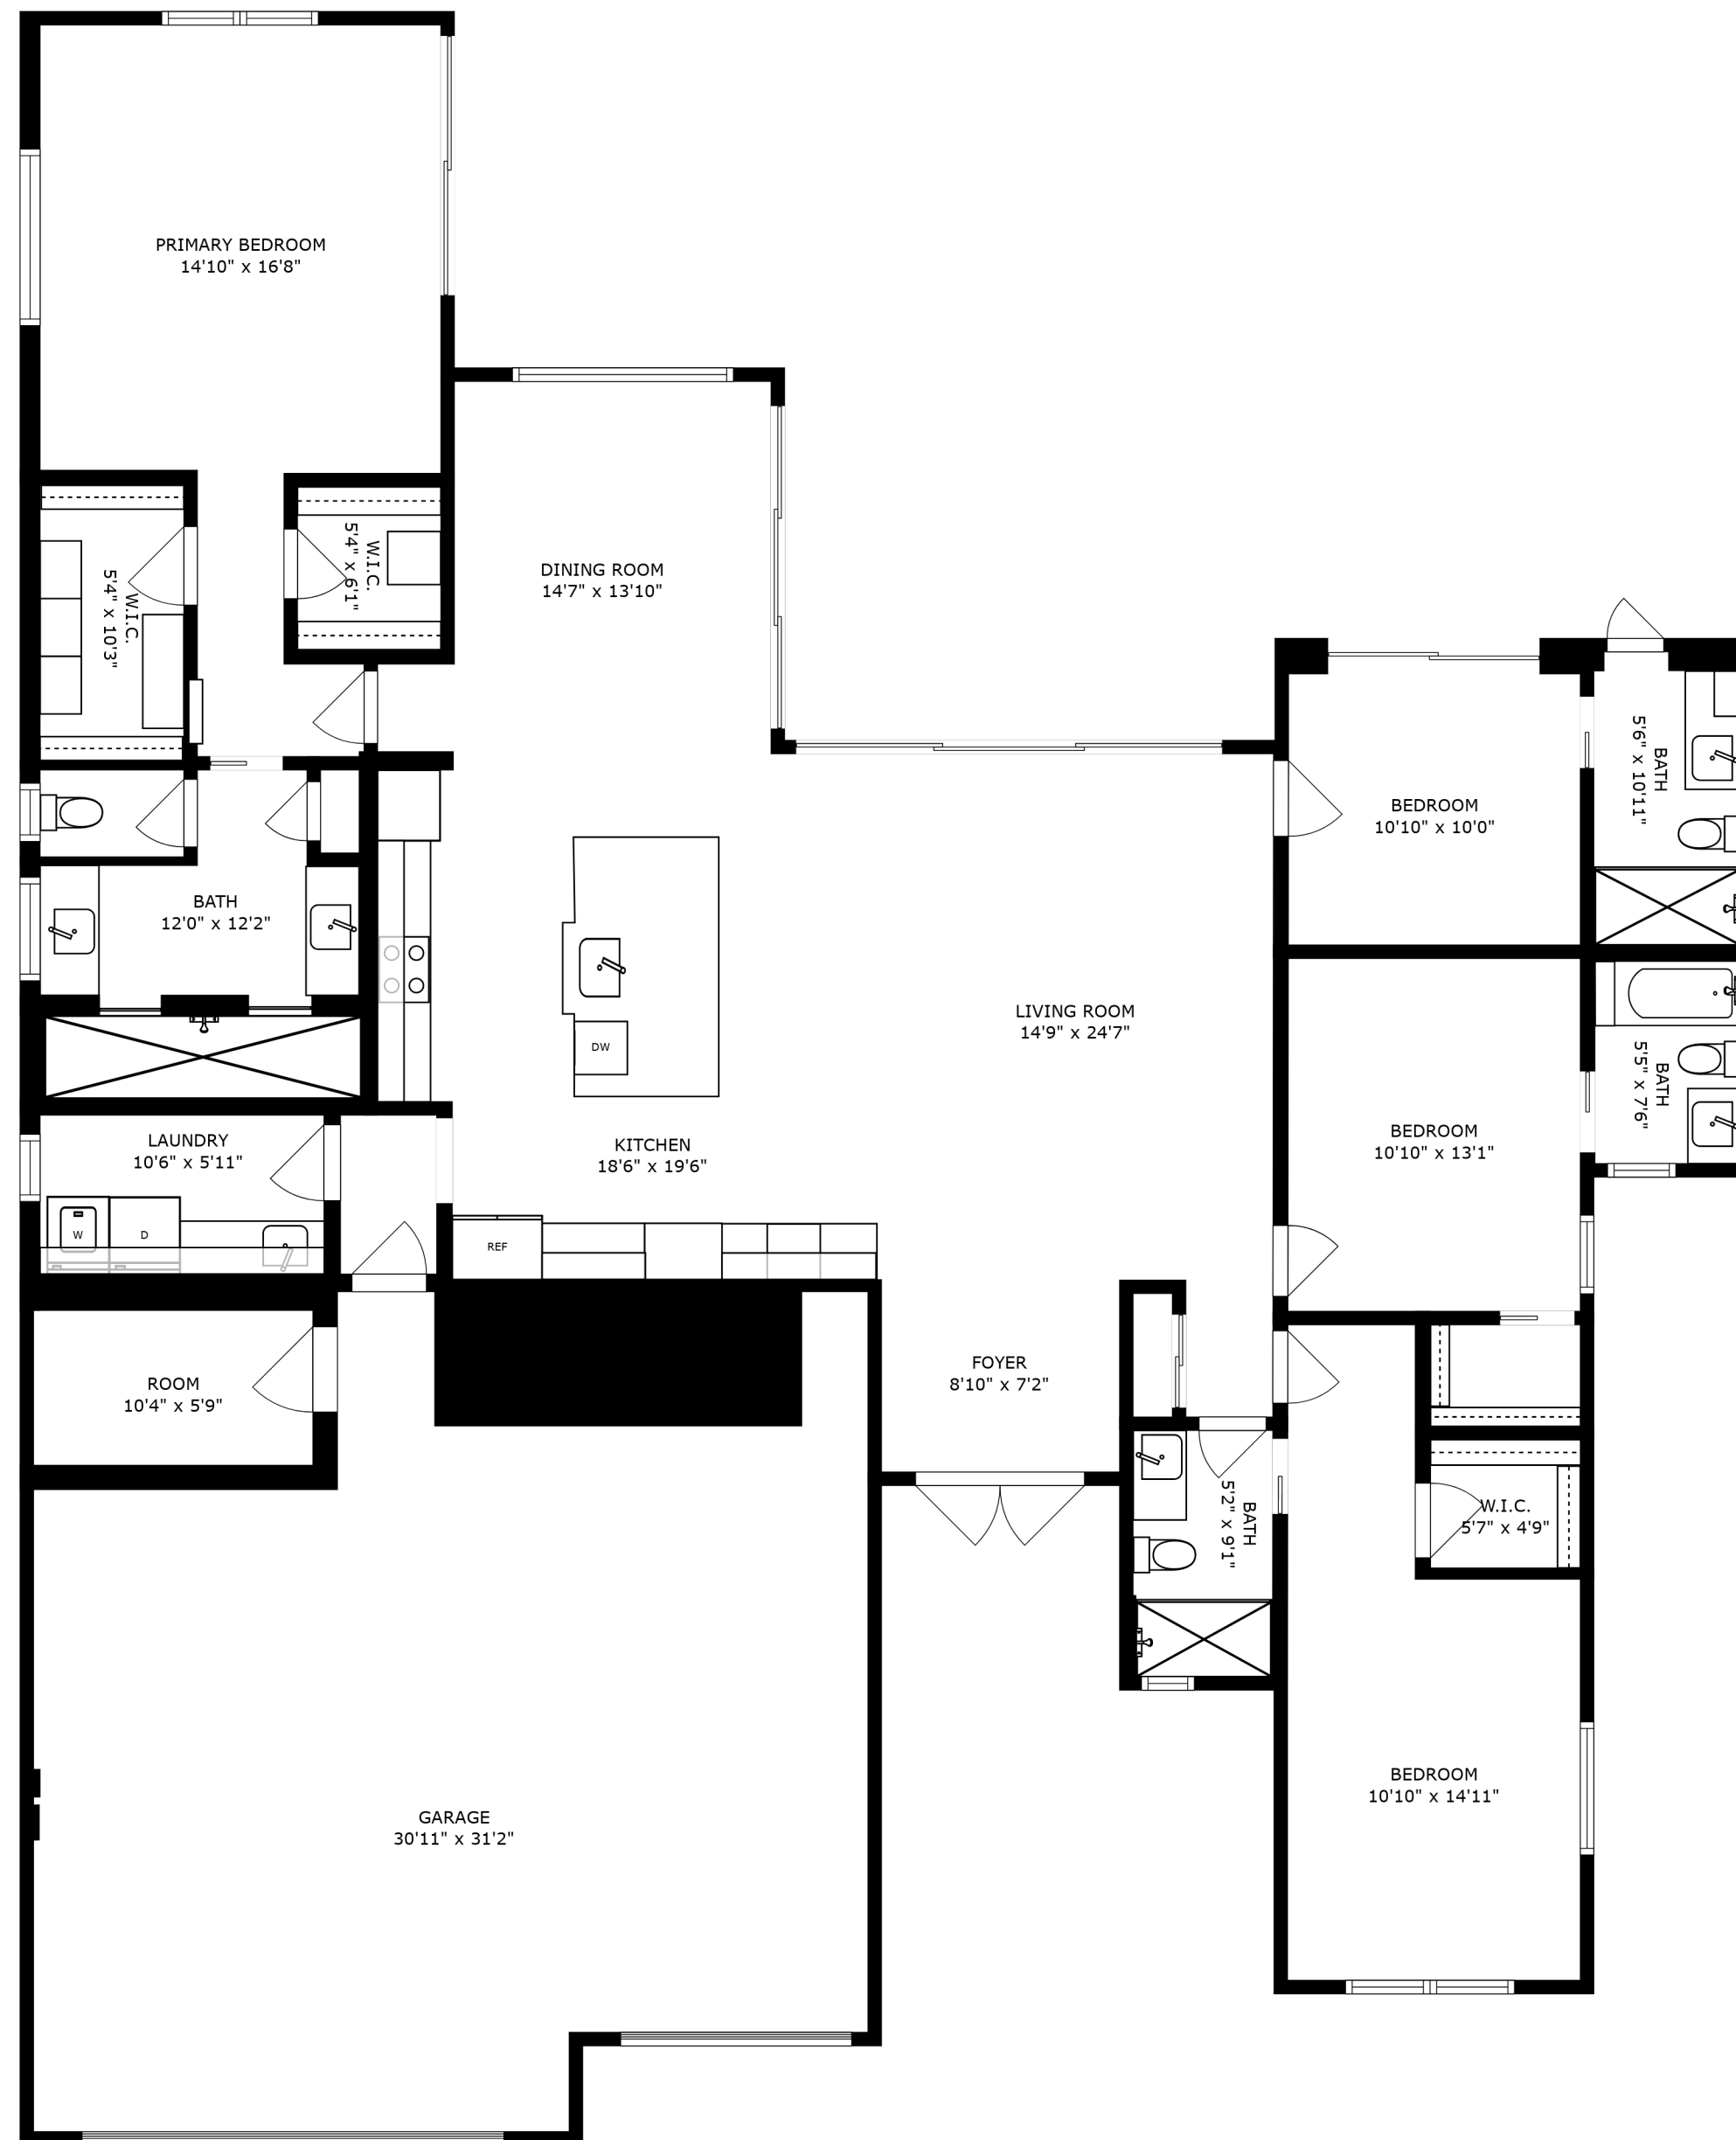 PRIMARY BEDROOM
14'10" x 16'8"
W.I.C.
5'4" x 6'1"
W.I.C.
5'4" x 10'3"
DINING ROOM
14'7" x 13'10"
BATH
5'6" x 10'11"
BEDROOM
10'10" x 10'0"
BATH
12'0" x 12'2"
LIVING ROOM
14'9" x 24'7"
DW
BATH
5'5" x 7'6"
BEDROOM
10'10" x 13'1"
LAUNDRY
10'6" x 5'11"
KITCHEN
18'6" x 19'6"
W
D
REF
FOYER
8'10" x 7'2"
ROOM
10'4" x 5'9"
BATH
5'2" x 9'1"
W.I.C.
5'7" x 4'9"
BEDROOM
10'10" x 14'11"
GARAGE
30'11" x 31'2"